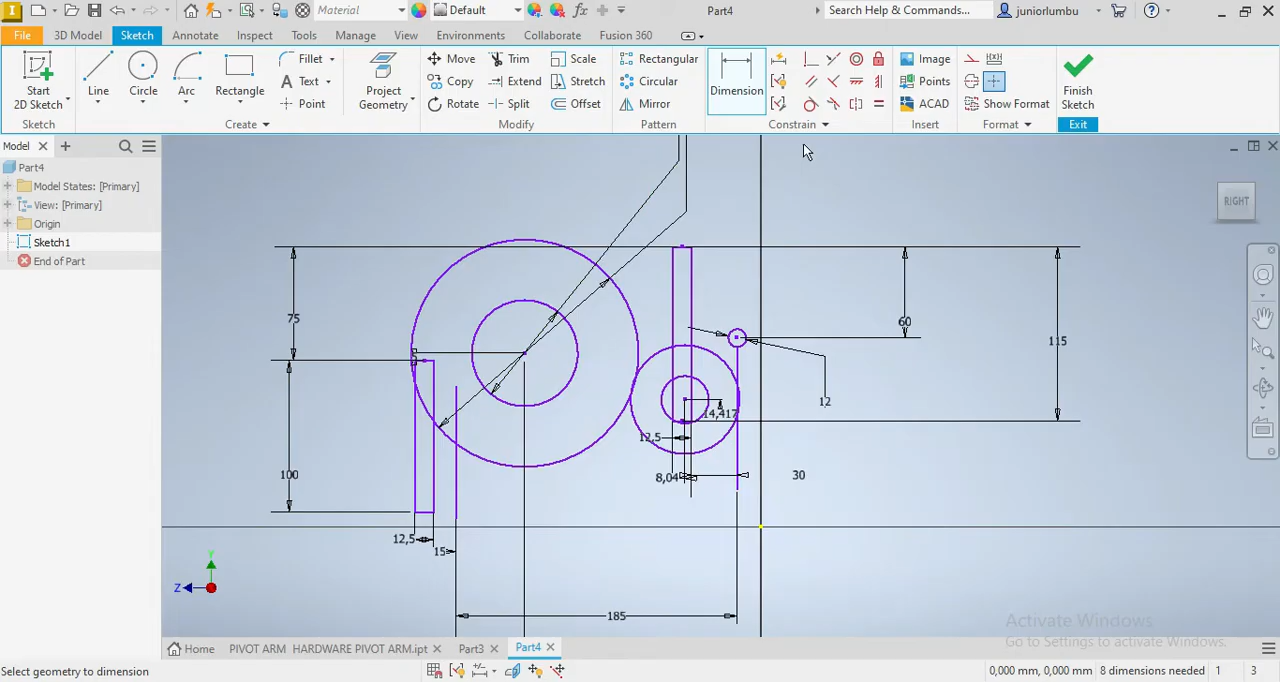 Material
Default
fx
Part4
Search Help & Commands...
juniorlumbu
File
3D Model
Sketch
Annotate
Inspect
Tools
Manage
View
Environments
Collaborate
Fusion 360
Start
2D Sketch
Line
Circle
Arc
Rectangle
Fillet
Text
Point
Project
Geometry
Move
Copy
Rotate
Trim
Extend
Split
Scale
Stretch
Offset
Rectangular
Circular
Mirror
Dimension
Image
Points
ACAD
Show Format
Finish
Sketch
Sketch
Create
Modify
Pattern
Constrain
Insert
Format
Exit
Model
Part4
Model States: [Primary]
View: [Primary]
Origin
Sketch1
End of Part
RIGHT
75
60
115
12
14,417
12,5
8,04
30
100
12,5
15
185
Y
Z
Activate Windows
Go to Settings to activate Windows.
Home
PIVOT ARM HARDWARE PIVOT ARM.ipt
Part3
Part4
Select geometry to dimension
0,000 mm, 0,000 mm
8 dimensions needed
1
3